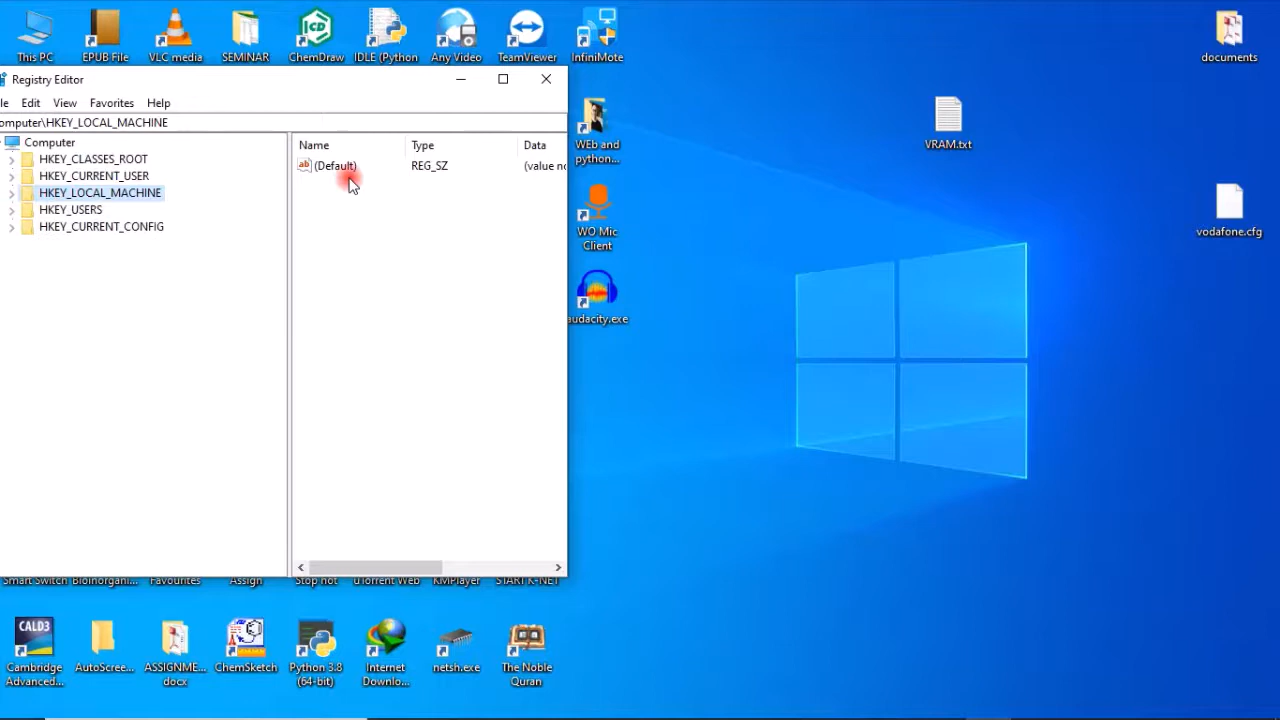 This PC
EPUB File
VLC media
SEMINAR
ChemDraw
IDLE (Python
Any Video
TeamViewer
InfiniMote
documents
Registry Editor
le Edit View Favorites Help
omputer\HKEY_LOCAL_MACHINE
Computer
HKEY_CLASSES_ROOT
HKEY_CURRENT_USER
HKEY_LOCAL_MACHINE
HKEY_USERS
HKEY_CURRENT_CONFIG
Name Type Data
ab (Default) REG_SZ (value no
WEb and
python...
WO Mic
Client
audacity.exe
VRAM.txt
vodafone.cfg
Smart Switch
Bioinorgani...
Favourites
Assign
Stop hot
uTorrent Web
KMPlayer
START K-NET
CALD3
Cambridge
Advanced...
AutoScree...
ASSIGNME...
docx
ChemSketch
Python 3.8
(64-bit)
Internet
Downlo...
netsh.exe
The Noble
Quran